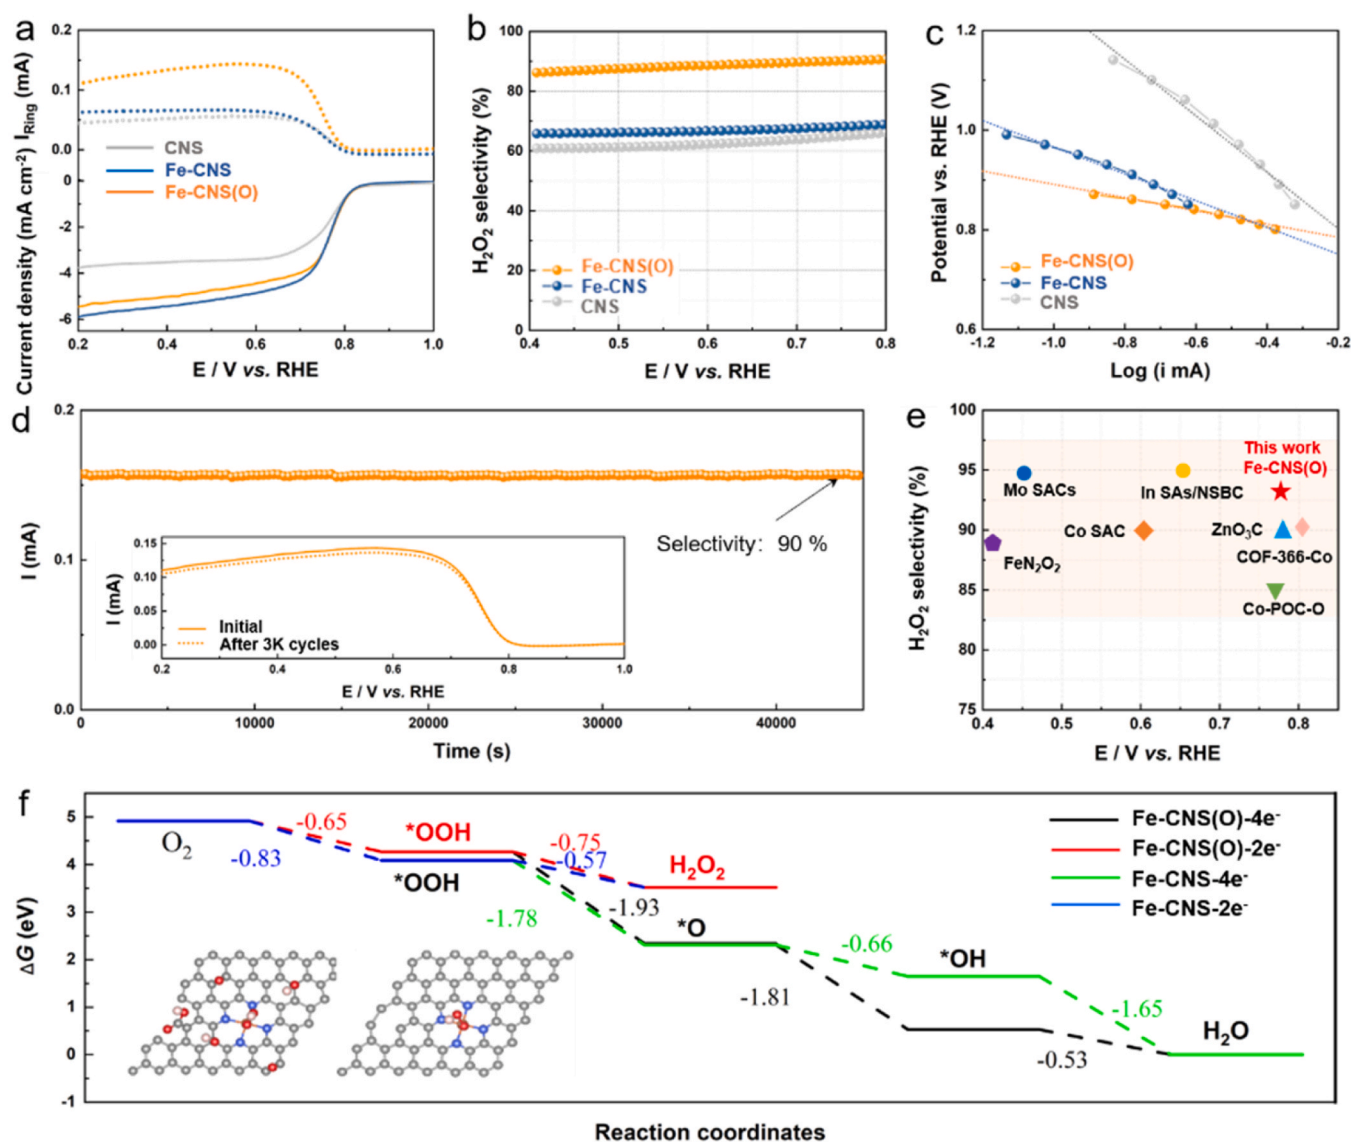 a
Current density (mA cm⁻²) I_Ring (mA)
0.2
0.1
0.0
0
-2
-4
-6
CNS
Fe-CNS
Fe-CNS(O)
0.2 0.4 0.6 0.8 1.0
E / V vs. RHE
b
H₂O₂ selectivity (%)
100
80
60
40
20
0
Fe-CNS(O)
Fe-CNS
CNS
0.4 0.5 0.6 0.7 0.8
E / V vs. RHE
c
Potential vs. RHE (V)
1.2
1.0
0.8
0.6
Fe-CNS(O)
Fe-CNS
CNS
-1.2 -1.0 -0.8 -0.6 -0.4 -0.2
Log (i mA)
d
I (mA)
0.2
0.1
0.0
Selectivity: 90 %
I (mA)
0.15
0.10
0.05
0.00
Initial
After 3K cycles
0.2 0.4 0.6 0.8 1.0
E / V vs. RHE
0 10000 20000 30000 40000
Time (s)
e
H₂O₂ selectivity (%)
100
95
90
85
80
75
This work
Fe-CNS(O)
Mo SACs
In SAs/NSBC
Co SAC
ZnO₃C
FeN₂O₂
COF-366-Co
Co-POC-O
0.4 0.5 0.6 0.7 0.8
E / V vs. RHE
f
ΔG (eV)
5
4
3
2
1
0
-1
O₂
-0.65
-0.83
*OOH
*OOH
-0.75
-0.57
H₂O₂
-1.93
-1.78
*O
-0.66
*OH
-1.81
-1.65
H₂O
-0.53
Fe-CNS(O)-4e⁻
Fe-CNS(O)-2e⁻
Fe-CNS-4e⁻
Fe-CNS-2e⁻
Reaction coordinates